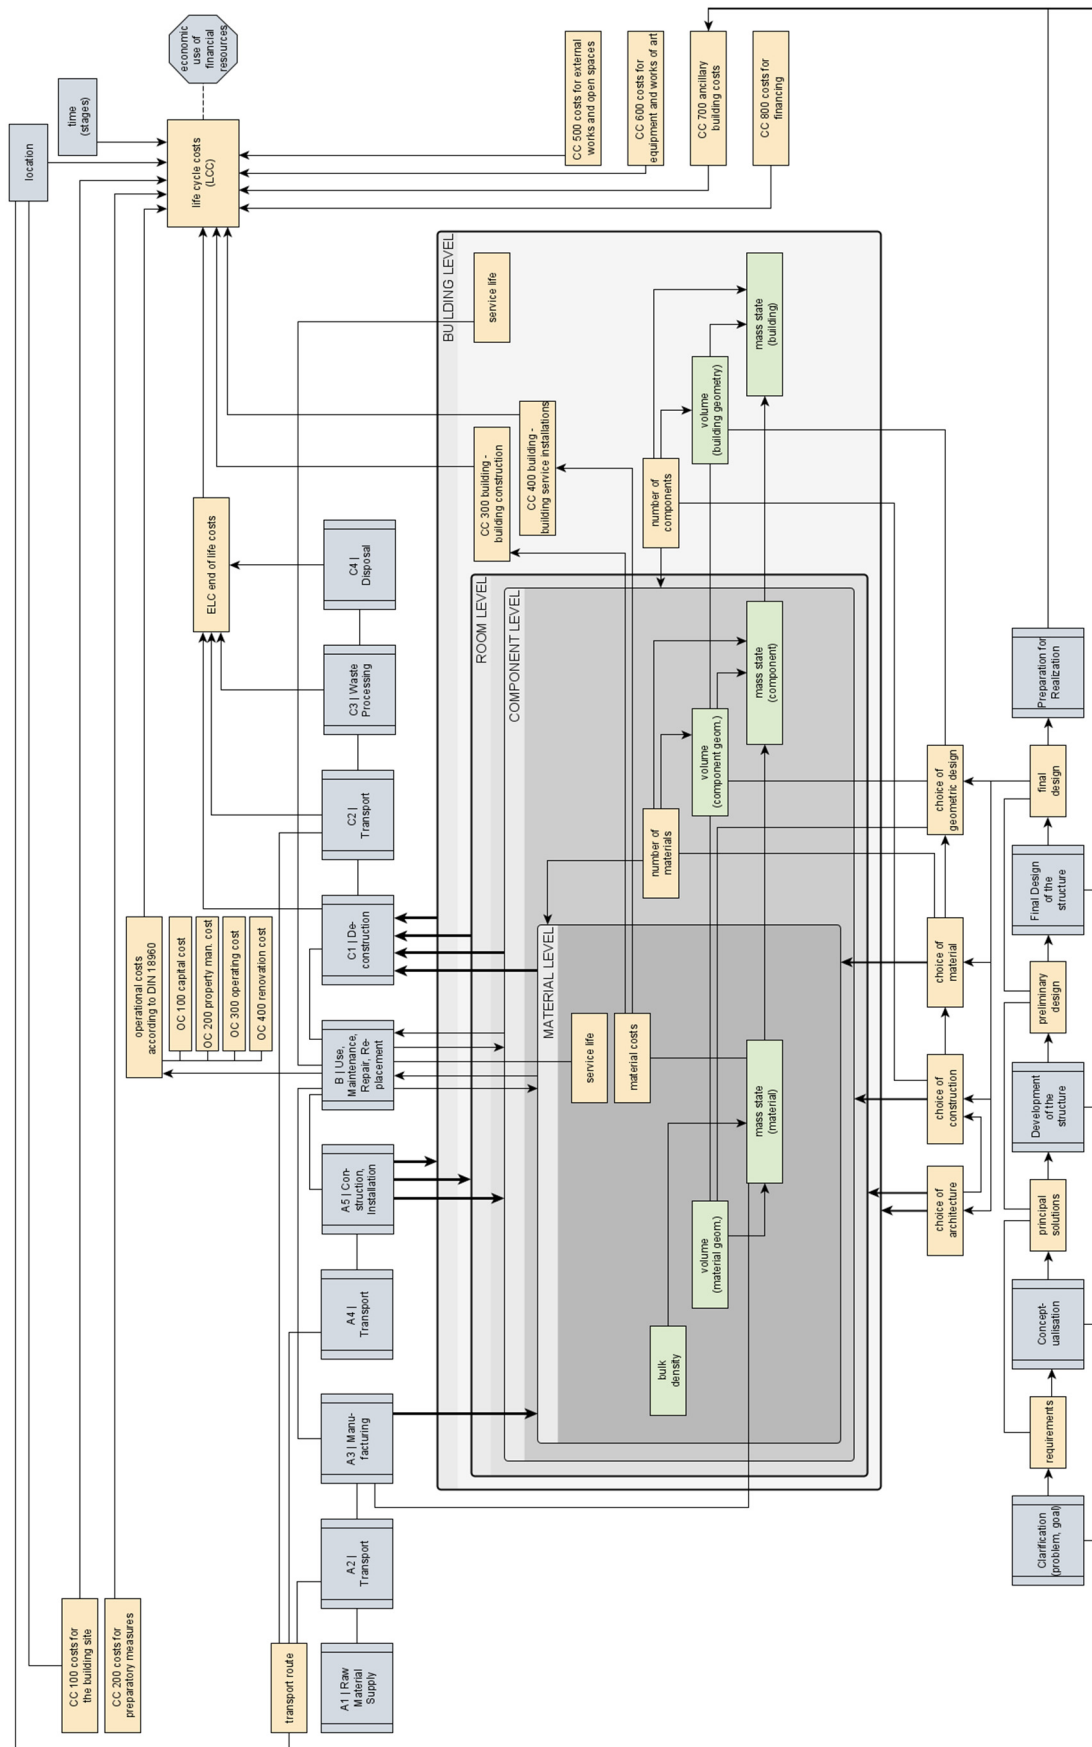 economic
use of
financial
resources
time
(stages)
location
life cycle costs
(LCC)
CC 100 costs for
the building site
CC 200 costs for
preparatory measures
operational costs
according to DIN 18960
OC 100 capital cost
OC 200 property man. cost
OC 300 operating cost
OC 400 renovation cost
ELC end of life costs
CC 500 costs for external
works and open spaces
CC 600 costs for
equipment and works of art
CC 700 ancillary
building costs
CC 800 costs for
financing
transport route
A1 | Raw
Material
Supply
A2 |
Transport
A3 | Manu-
facturing
A4 |
Transport
A5 | Con-
struction,
Installation
B | Use,
Maintenance,
Repair, Re-
placement
C1 | De-
construction
C2 |
Transport
C3 | Waste
Processing
C4 |
Disposal
BUILDING LEVEL
service life
CC 300 building -
building construction
CC 400 building -
building service installations
number of
components
volume
(building geometry)
mass state
(building)
ROOM LEVEL
COMPONENT LEVEL
number of
materials
volume
(component geom.)
mass state
(component)
MATERIAL LEVEL
service life
material costs
bulk
density
volume
(material geom.)
mass state
(material)
choice of
architecture
choice of
construction
choice of
material
choice of
geometric design
Clarification
(problem, goal)
requirements
Concept-
ualisation
principal
solutions
Development
of the
structure
preliminary
design
Final Design
of the
structure
final
design
Preparation for
Realization